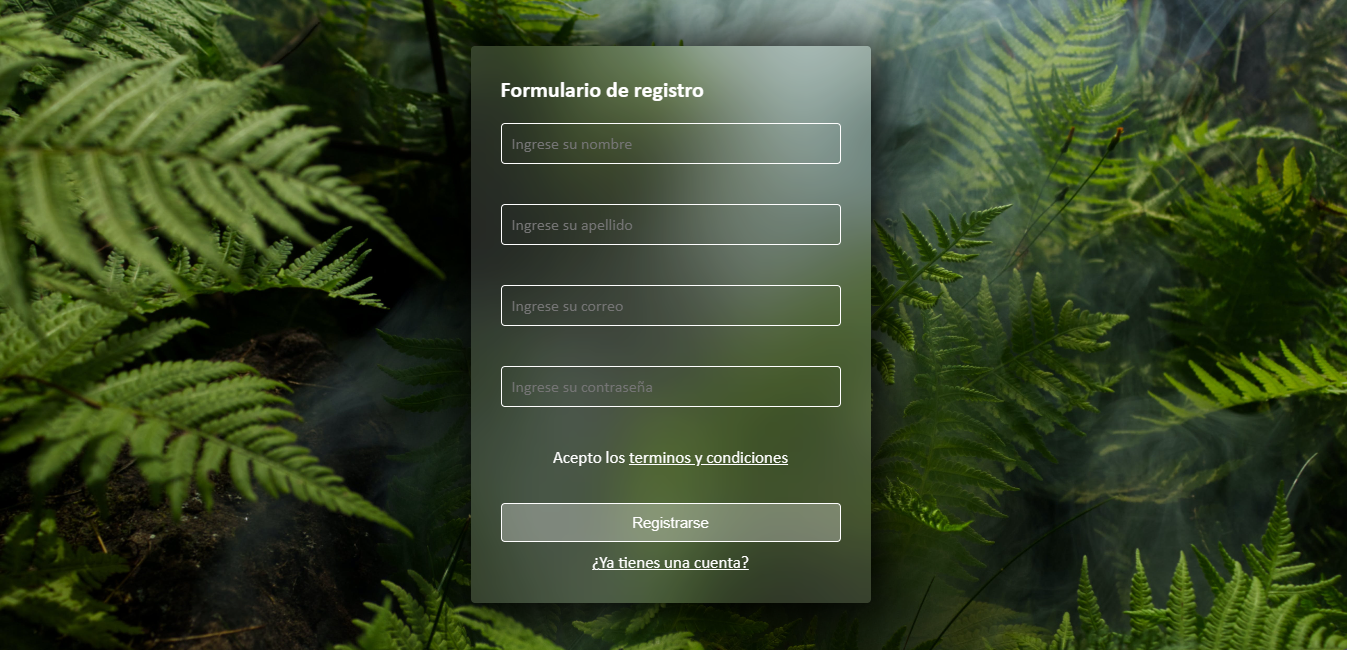 Formulario de registro
Ingrese su nombre
Ingrese su apellido
Ingrese su correo
Ingrese su contraseña
Acepto los terminos y condiciones
Registrarse
¿Ya tienes una cuenta?